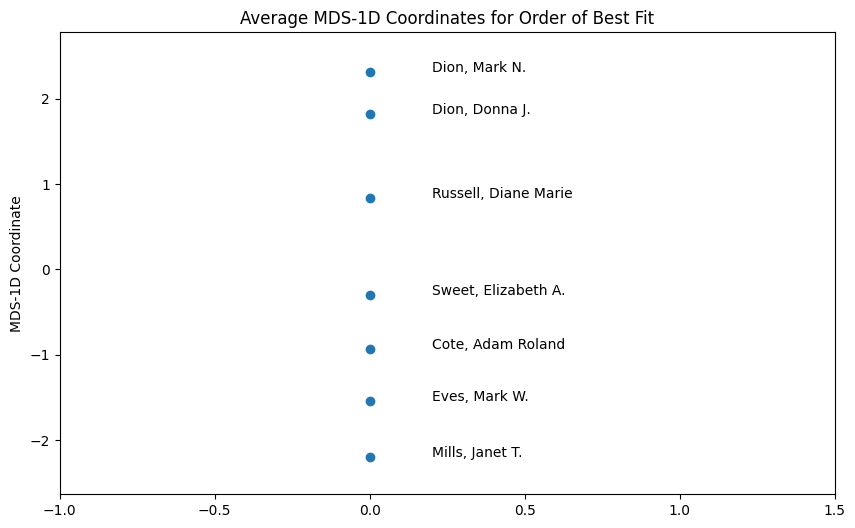 Average MDS-1D Coordinates for Order of Best Fit
Dion, Mark N.
2
Dion, Donna J.
1
Russell, Diane Marie
MDS-1D Coordinate
0
Sweet, Elizabeth A.
−1
Cote, Adam Roland
Eves, Mark W.
−2
Mills, Janet T.
−1.0 −0.5 0.0 0.5 1.0 1.5